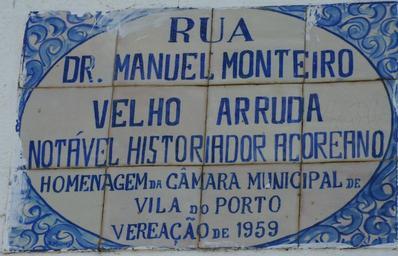 RUA
DR. MANUEL MONTEIRO
VELHO ARRUDA
NOTÁVEL HISTORIADOR AÇOREANO
HOMENAGEM DA CÂMARA MUNICIPAL DE
VILA DO PORTO
VEREAÇÃO DE 1959